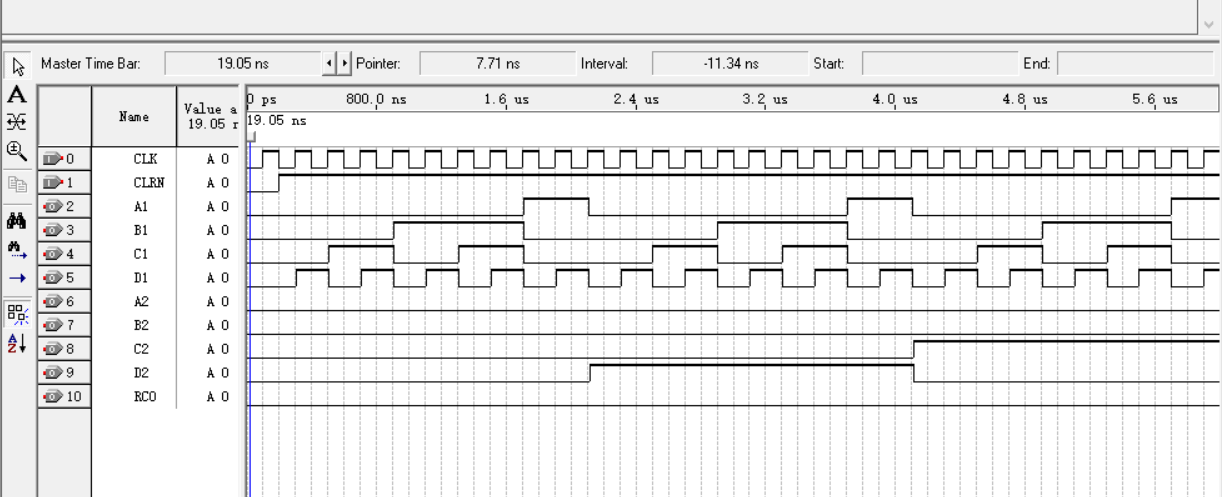 Master Time Bar: 19.05 ns Pointer: 7.71 ns Interval: -11.34 ns Start: End:
A
Name
Value a
19.05 r
0 ps 800.0 ns 1.6 us 2.4 us 3.2 us 4.0 us 4.8 us 5.6 us
19.05 ns
0 CLK A 0
1 CLRN A 0
2 A1 A 0
3 B1 A 0
4 C1 A 0
5 D1 A 0
6 A2 A 0
7 B2 A 0
8 C2 A 0
9 D2 A 0
10 RCO A 0
A
Z